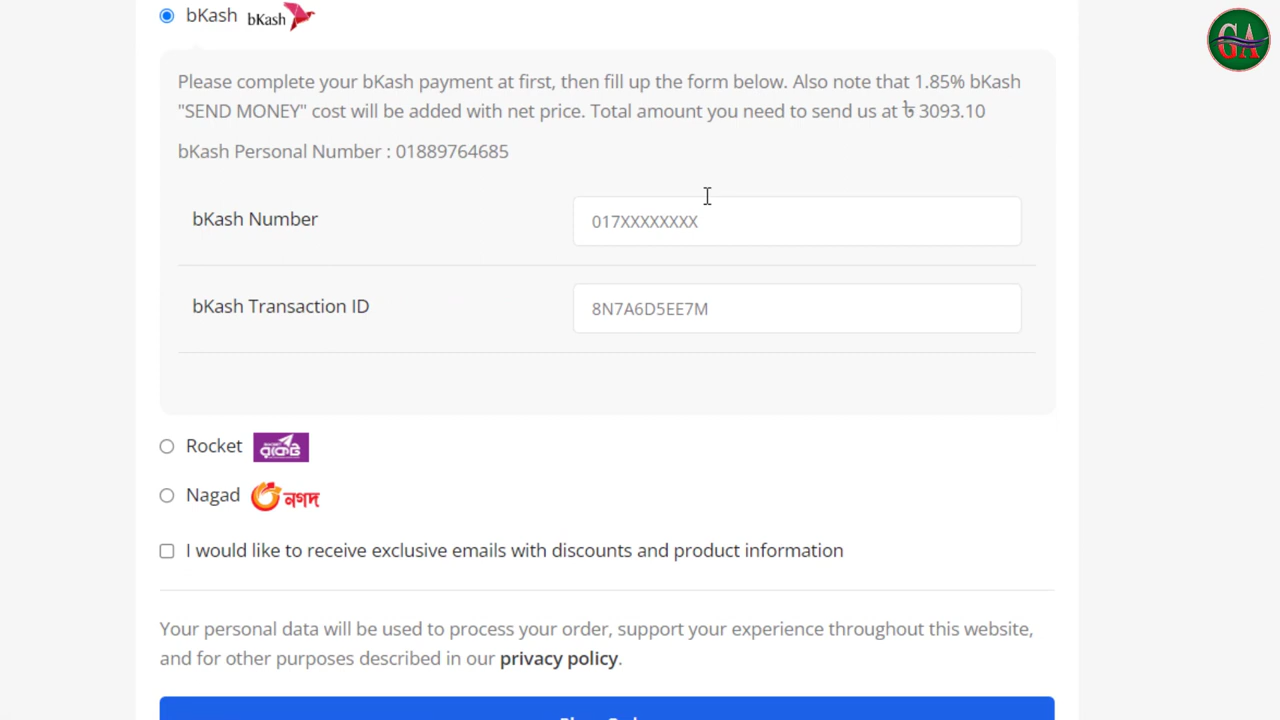 bKash bKash
GA
Please complete your bKash payment at first, then fill up the form below. Also note that 1.85% bKash
"SEND MONEY" cost will be added with net price. Total amount you need to send us at ৳ 3093.10
bKash Personal Number : 01889764685
bKash Number
017XXXXXXXX
bKash Transaction ID
8N7A6D5EE7M
Rocket রকেট
Nagad নগদ
I would like to receive exclusive emails with discounts and product information
Your personal data will be used to process your order, support your experience throughout this website,
and for other purposes described in our privacy policy.